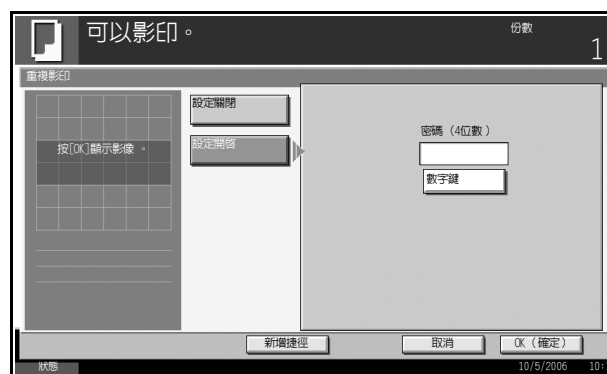 可以影印。
份數
1
重複影印
設定關閉
按[OK]顯示影像。
設定開啓
密碼（4位數）
數字鍵
新增捷徑
取消
OK（確定）
狀態
10/5/2006
10: